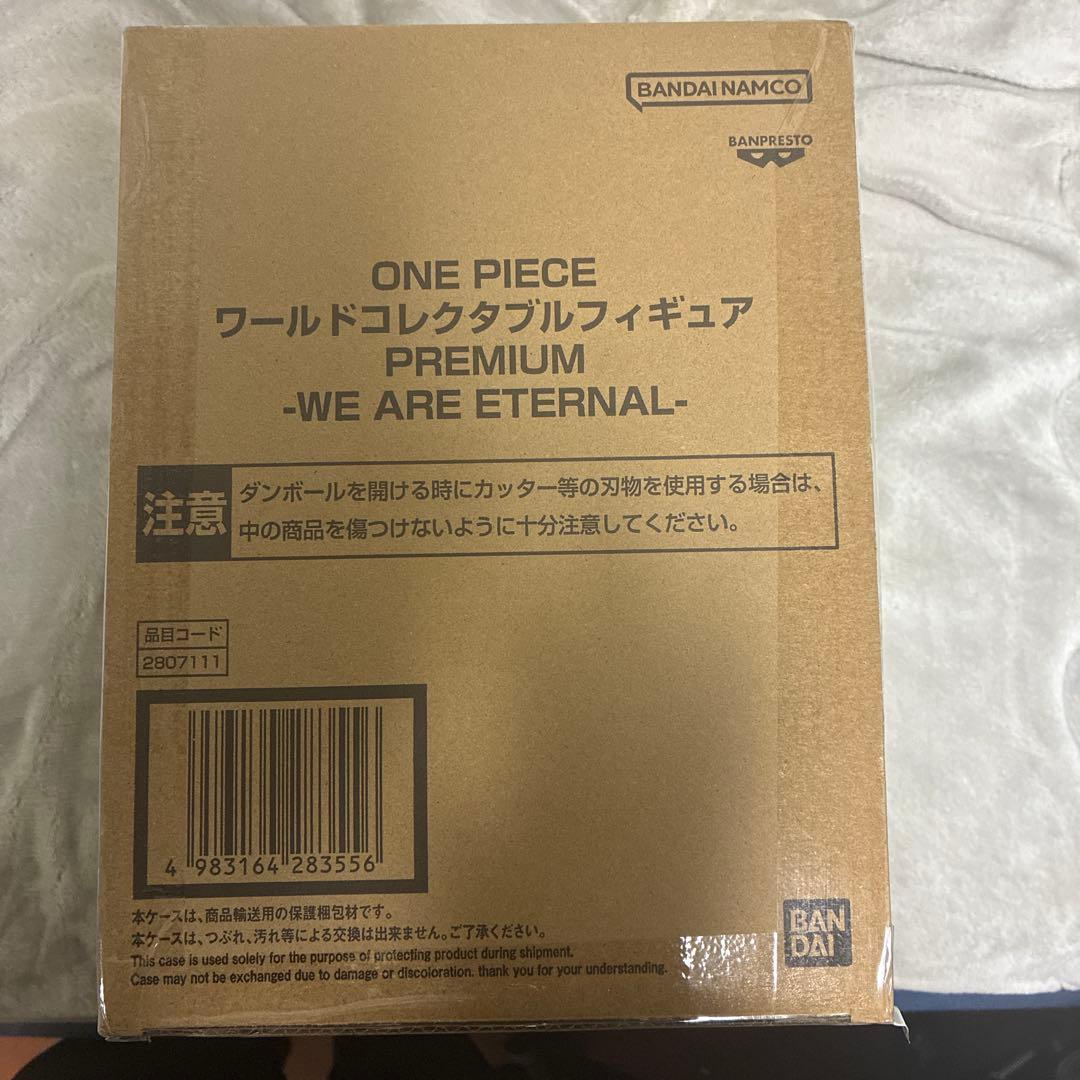 BANDAI NAMCO
BANPRESTO
ONE PIECE
ワールドコレクタブルフィギュア
PREMIUM
-WE ARE ETERNAL-
注意
ダンボールを開ける時にカッター等の刃物を使用する場合は、
中の商品を傷つけないように十分注意してください。
品目コード
2807111
4 983164 283556
本ケースは、商品輸送用の保護梱包材です。
本ケースは、つぶれ、汚れ等による交換は出来ません。ご了承ください。
This case is used solely for the purpose of protecting product during shipment.
Case may not be exchanged due to damage or discoloration. thank you for your understanding.
BAN
DAI